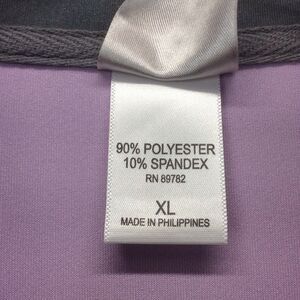 90% POLYESTER
10% SPANDEX
RN 89782
XL
MADE IN PHILIPPINES